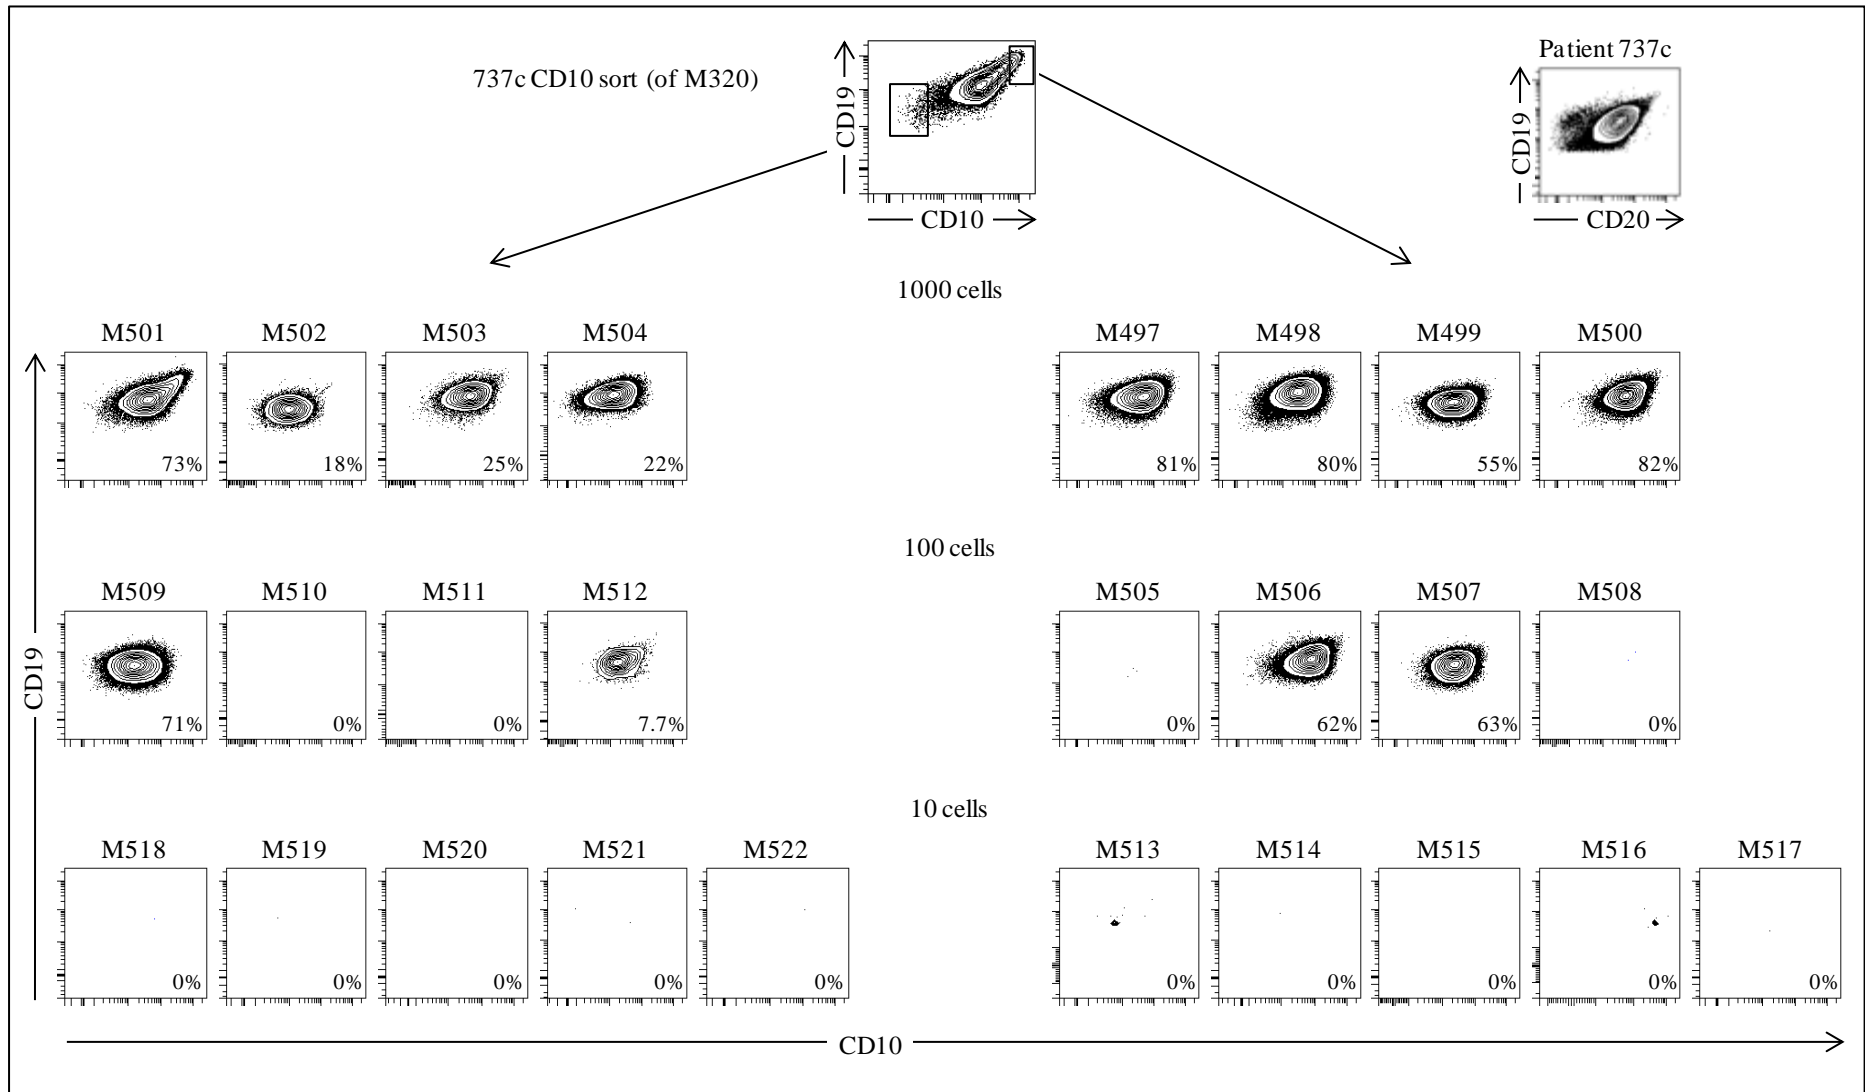 Patient 737c
737c CD10 sort (of M320)
CD19
CD19
CD10
CD20
1000 cells
M501 M502 M503 M504 M497 M498 M499 M500
73% 18% 25% 22% 81% 80% 55% 82%
100 cells
M509 M510 M511 M512 M505 M506 M507 M508
CD19
71% 0% 0% 7.7% 0% 62% 63% 0%
10 cells
M518 M519 M520 M521 M522 M513 M514 M515 M516 M517
0% 0% 0% 0% 0% 0% 0% 0% 0% 0%
CD10